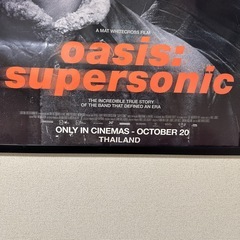 A MAT WHITECROSS FILM
oasis:
supersonic
THE INCREDIBLE TRUE STORY
OF THE BAND THAT DEFINED AN ERA
ONLY IN CINEMAS - OCTOBER 20
THAILAND